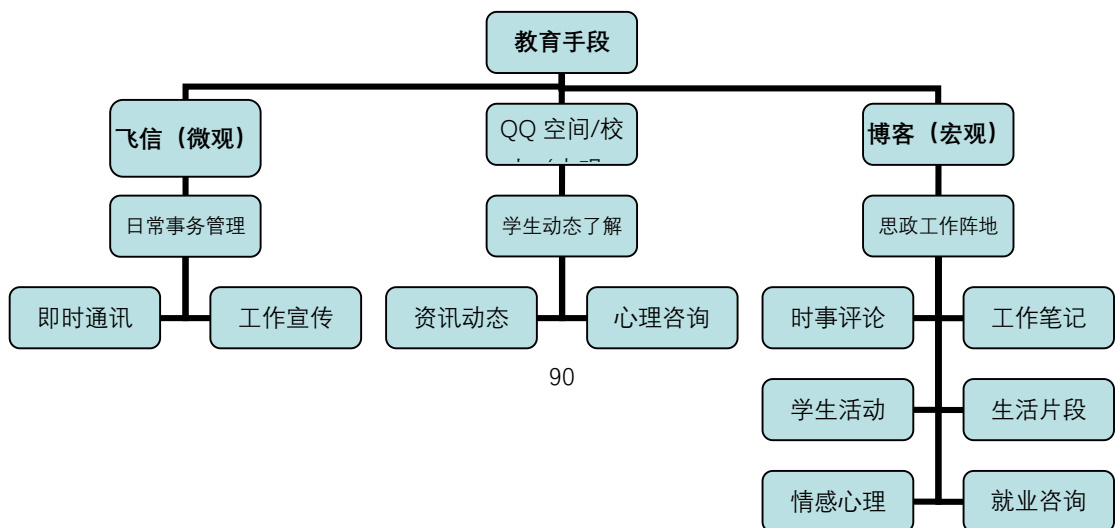 教育手段
飞信（微观）
QQ 空间/校
博客（宏观）
日常事务管理
学生动态了解
思政工作阵地
即时通讯
工作宣传
资讯动态
心理咨询
时事评论
工作笔记
90
学生活动
生活片段
情感心理
就业咨询